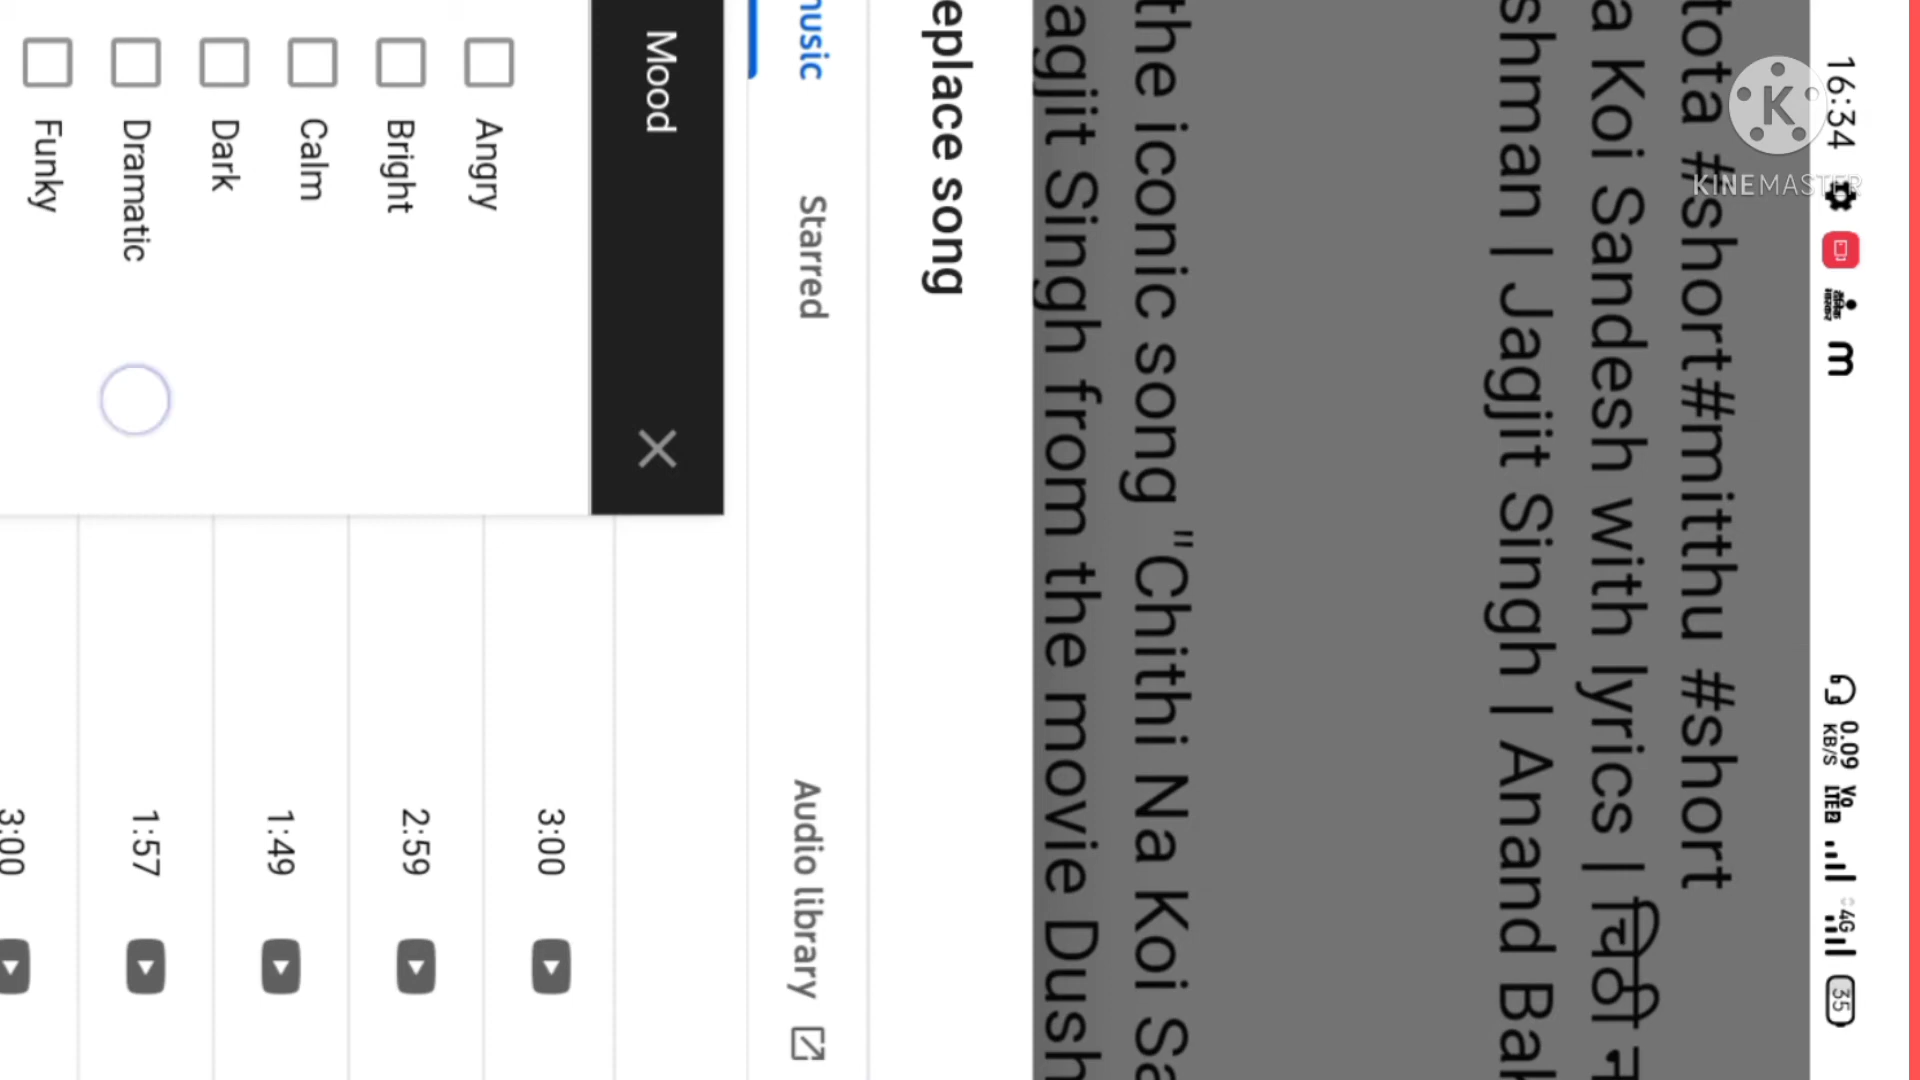 16:34
0.09 KB/S
Vo LTE2
4G
35
KINEMASTER
tota #short#mitthu #short
a Koi Sandesh with lyrics | चिठ्ठी न
shman | Jagjit Singh | Anand Bak
the iconic song "Chithi Na Koi Sa
agjit Singh from the movie Dush
eplace song
music Starred Audio library
Mood
3:00
Angry
2:59
Bright
Calm
1:49
Dark
1:57
Dramatic
3:00
Funky